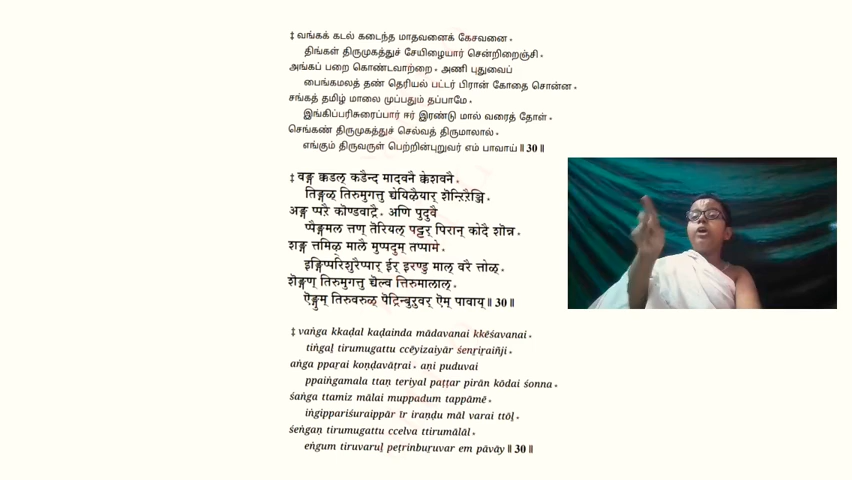 ‡ வங்கக் கடல் கடைந்த மாதவனைக் கேசவனை *
திங்கள் திருமுகத்துச் சேயிழையார் சென்றிறைஞ்சி *
அங்கப் பறை கொண்டவாற்றை * அணி புதுவைப்
பைங்கமலத் தண் தெரியல் பட்டர் பிரான் கோதை சொன்ன *
சங்கத் தமிழ் மாலை முப்பதும் தப்பாமே *
இங்கிப்பரிசுரைப்பார் ஈர் இரண்டு மால் வரைத் தோள் *
செங்கண் திருமுகத்துச் செல்வத் திருமாலால் *
எங்கும் திருவருள் பெற்றின்புறுவர் எம் பாவாய் || 30 ||
‡ वङ्ग क्कडल् कडैन्द मादवनै क्केशवनै *
तिङ्गळ् तिरुमुगत्तु च्चेयिऴैयार् शॆन्ऱिऱैञ्जि *
अङ्ग प्पऱै कॊण्डवाट्रै * अणि पुदुवै
प्पैङ्गमल त्तण् तॆरियल् पट्टर् पिरान् कोदै शॊन्न *
शङ्ग त्तमिऴ् मालै मुप्पदुम् तप्पामे *
इङ्गिप्परिशुरैप्पार् ईर् इरण्डु माल् वरै त्तोळ् *
शॆङ्गण् तिरुमुगत्तु च्चॆल्व त्तिरुमालाल् *
ऎङ्गुम् तिरुवरुळ् पॆट्रिन्बुऱुवर् ऎम् पावाय् || 30 ||
‡ vaṅga kkaḍal kaḍainda mādavanai kkēśavanai *
tiṅgaḷ tirumugattu ccēyizaiyār śenṛiṛaiñji *
aṅga ppaṛai koṇḍavāṭrai * aṇi puduvai
ppaiṅgamala ttaṇ teriyal paṭṭar pirān kōdai śonna *
śaṅga ttamiz mālai muppadum tappāmē *
iṅgippariśuraippār īr iraṇḍu māl varai ttōḷ *
śeṅgaṇ tirumugattu ccelva ttirumālāl *
eṅgum tiruvaruḷ peṭrinbuṛuvar em pāvāy || 30 ||